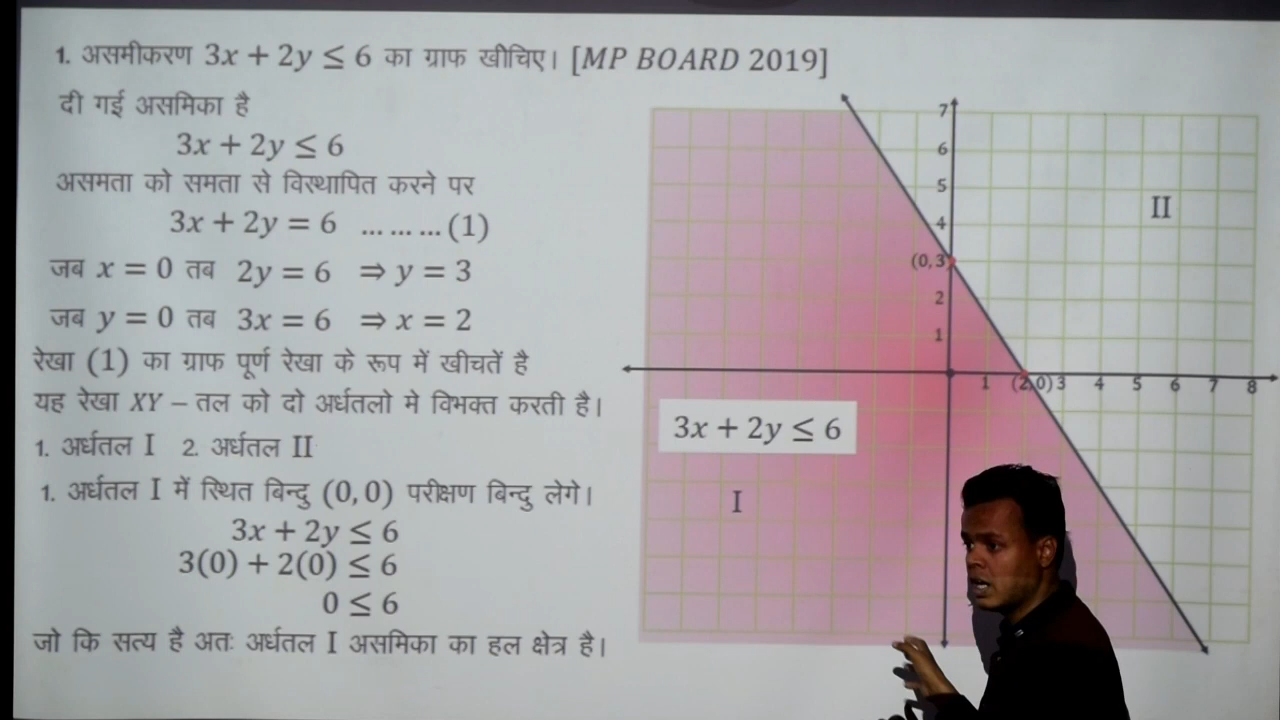 1. असमीकरण 3x + 2y ≤ 6 का ग्राफ खीचिए। [MP BOARD 2019]
दी गई असमिका है
3x + 2y ≤ 6
असमता को समता से विस्थापित करने पर
3x + 2y = 6 ... ... ... (1)
जब x = 0 तब 2y = 6 ⇒ y = 3
जब y = 0 तब 3x = 6 ⇒ x = 2
रेखा (1) का ग्राफ पूर्ण रेखा के रूप में खीचतें है
यह रेखा XY – तल को दो अर्धतलो मे विभक्त करती है।
1. अर्धतल I 2. अर्धतल II
1. अर्धतल I में स्थित बिन्दु (0,0) परीक्षण बिन्दु लेगे।
3x + 2y ≤ 6
3(0) + 2(0) ≤ 6
0 ≤ 6
जो कि सत्य है अतः अर्धतल I असमिका का हल क्षेत्र है।
7
6
5
4
(0,3
2
1
1 (2,0) 3 4 5 6 7 8
II
3x + 2y ≤ 6
I